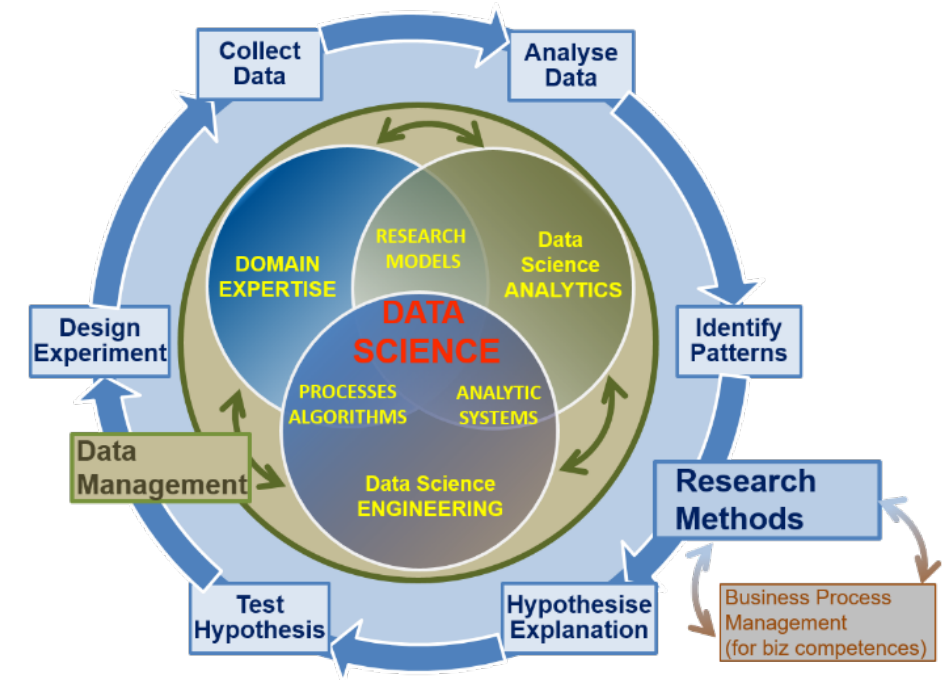 Collect
Data
Analyse
Data
RESEARCH
MODELS
Data
Science
ANALYTICS
DOMAIN
EXPERTISE
DATA
SCIENCE
Design
Experiment
Identify
Patterns
PROCESSES
ALGORITHMS
ANALYTIC
SYSTEMS
Data
Management
Data Science
ENGINEERING
Research
Methods
Test
Hypothesis
Hypothesise
Explanation
Business Process
Management
(for biz competences)